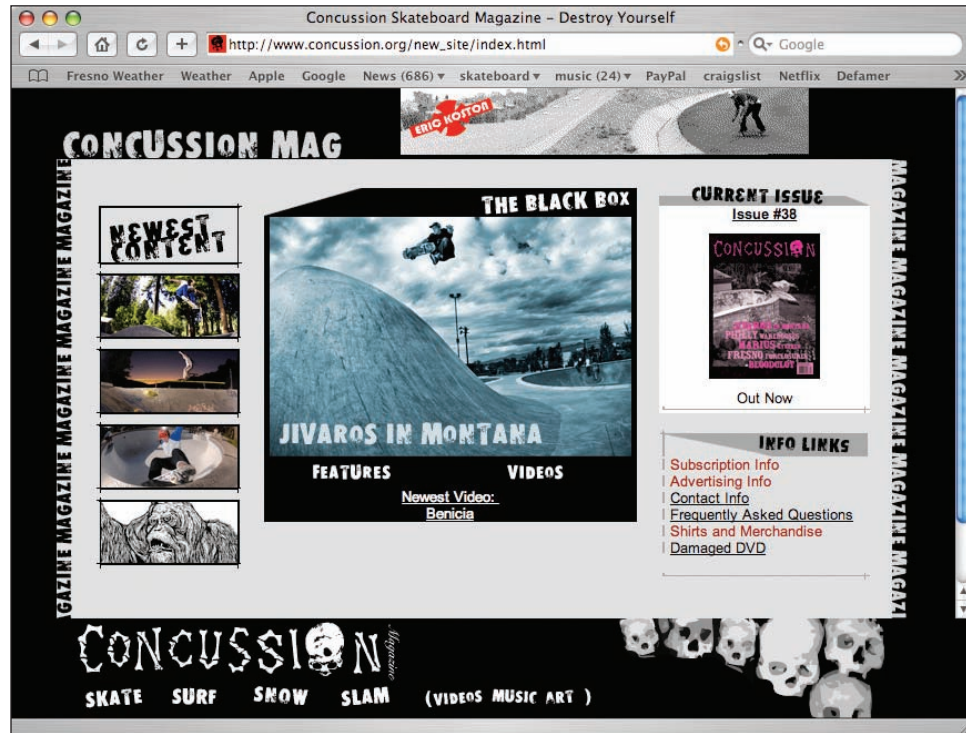 Concussion Skateboard Magazine – Destroy Yourself
http://www.concussion.org/new_site/index.html
Google
Fresno Weather Weather Apple Google News (686) skateboard music (24) PayPal craigslist Netflix Defamer
ERIC KOSTON
CONCUSSION MAG
MAGAZINE MAGAZINE MAGAZINE MAGAZINE
NEWEST CONTENT
THE BLACK BOX
JIVAROS IN MONTANA
FEATURES VIDEOS
Newest Video:
Benicia
CURRENT ISSUE
Issue #38
CONCUSSION
PHILLY
MARIUS
FRESNO
BLOODCLOT
Out Now
INFO LINKS
Subscription Info
Advertising Info
Contact Info
Frequently Asked Questions
Shirts and Merchandise
Damaged DVD
MAGAZINE MAGAZINE MAGAZINE MAGAZINE MAGAZI
CONCUSSION Magazine
SKATE SURF SNOW SLAM (VIDEOS MUSIC ART )